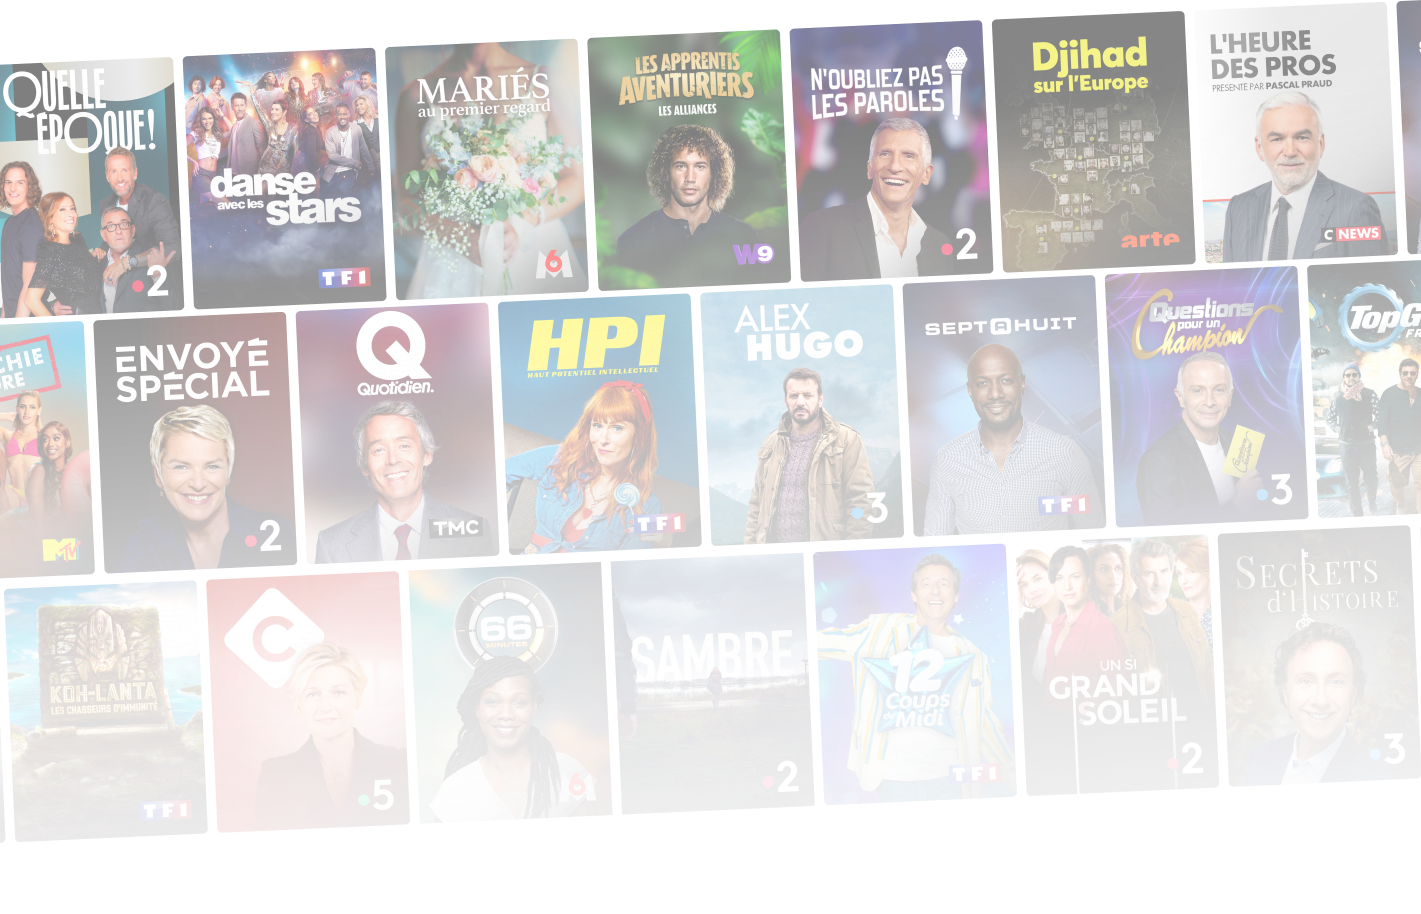 QUELLE
ÉPOQUE!
2
danse
avec les
stars
TF1
MARIÉS
au premier regard
M6
LES APPRENTIS
AVENTURIERS
LES ALLIANCES
W9
N'OUBLIEZ PAS
LES PAROLES
2
Djihad
sur l'Europe
arte
L'HEURE
DES PROS
PRÉSENTÉ PAR PASCAL PRAUD
CNEWS
CHIE
RE
MTV
ENVOYÉ
SPÉCIAL
2
Q
Quotidien.
TMC
HPI
HAUT POTENTIEL INTELLECTUEL
TF1
ALEX
HUGO
3
SEPT À HUIT
TF1
Questions
pour un
Champion
3
TopG
FR
KOH-LANTA
LES CHASSEURS D'IMMUNITÉ
TF1
C
5
66
MINUTES
6
SAMBRE
2
Les
12
Coups
de Midi
TF1
UN SI
GRAND
SOLEIL
2
SECRETS
d'HISTOIRE
3